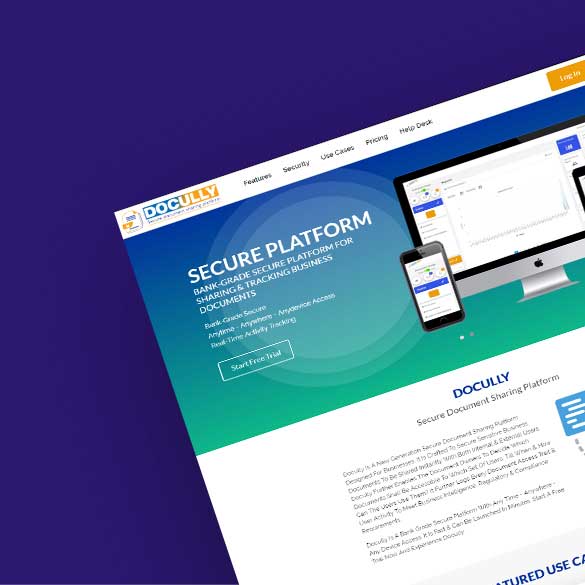 Log In
Features Security Use Cases Pricing Help Desk
DOCULLY
Secure document sharing platform
SECURE PLATFORM
BANK-GRADE SECURE PLATFORM FOR
SHARING & TRACKING BUSINESS
DOCUMENTS
Bank-Grade Secure
Anytime - Anywhere - Anydevice Access
Real-Time Activity Tracking
Start Free Trial
DOCULLY
Secure Document Sharing Platform
Docully Is A New Generation Secure Document Sharing Platform
Designed For Businesses. It Is Crafted To Secure Sensitive Business
Documents To Be Shared Instantly With Both Internal & External Users.
Docully Further Enables The Document Owners To Decide Which
Documents Shall Be Accessible To Which Set Of Users, Till When & How
Can The Users Use Them! It Further Logs Every Document Access Trail &
User Activity To Meet Business Intelligence, Regulatory & Compliance
Requirements.
Docully Is A Bank Grade Secure Platform With Any Time - Anywhere -
Any Device Access. It Is Fast & Can Be Launched In Minutes. Start A Free
Trial Now And Experience Docully.
TURED USE CA